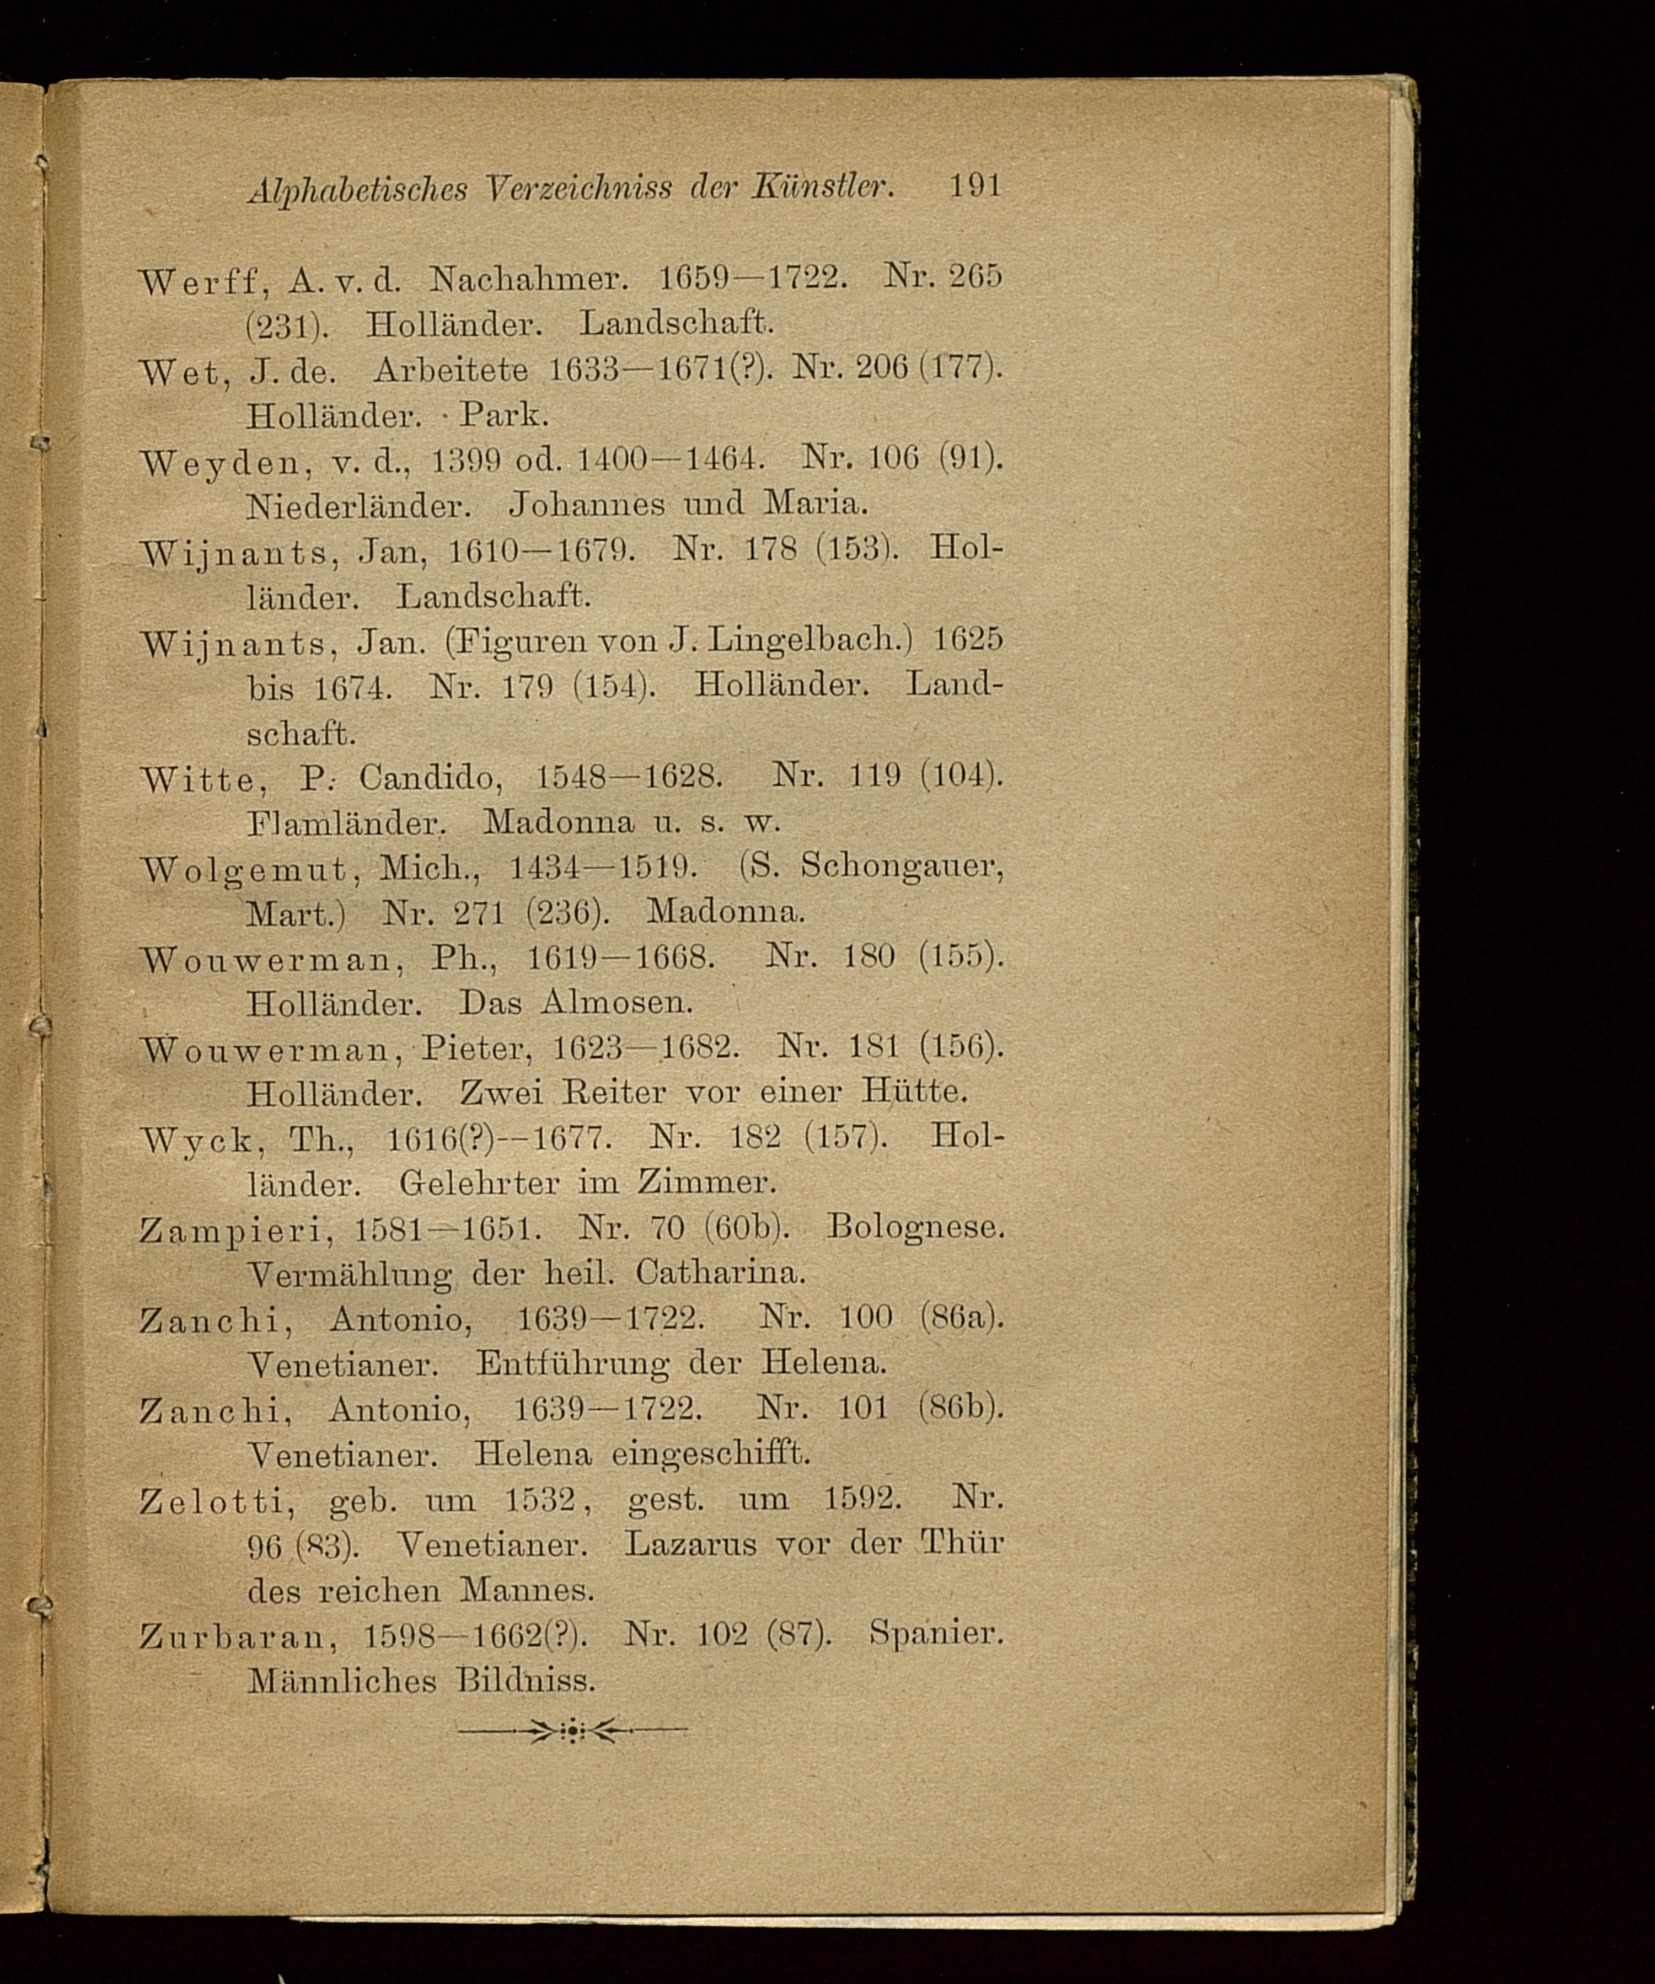 Alphabetisches Verzeichniss der Künstler. 191
Werff, A. v. d. Nachahmer. 1659—1722. Nr. 265
(231). Holländer. Landschaft.
Wet, J. de. Arbeitete 1633—1671(?). Nr. 206 (177).
Holländer. Park.
Weyden, v. d., 1399 od. 1400—1464. Nr. 106 (91).
Niederländer. Johannes und Maria.
Wijnants, Jan, 1610—1679. Nr. 178 (153). Hol-
länder. Landschaft.
Wijnants, Jan. (Figuren von J. Lingelbach.) 1625
bis 1674. Nr. 179 (154). Holländer. Land-
schaft.
Witte, P. Candido, 1548—1628. Nr. 119 (104).
Flamländer. Madonna u. s. w.
Wolgemut, Mich., 1434—1519. (S. Schongauer,
Mart.) Nr. 271 (236). Madonna.
Wouwerman, Ph., 1619—1668. Nr. 180 (155).
Holländer. Das Almosen.
Wouwerman, Pieter, 1623—1682. Nr. 181 (156).
Holländer. Zwei Reiter vor einer Hütte.
Wyck, Th., 1616(?)—1677. Nr. 182 (157). Hol-
länder. Gelehrter im Zimmer.
Zampieri, 1581—1651. Nr. 70 (60b). Bolognese.
Vermählung der heil. Catharina.
Zanchi, Antonio, 1639—1722. Nr. 100 (86a).
Venetianer. Entführung der Helena.
Zanchi, Antonio, 1639—1722. Nr. 101 (86b).
Venetianer. Helena eingeschifft.
Zelotti, geb. um 1532, gest. um 1592. Nr.
96 (83). Venetianer. Lazarus vor der Thür
des reichen Mannes.
Zurbaran, 1598—1662(?). Nr. 102 (87). Spanier.
Männliches Bildniss.